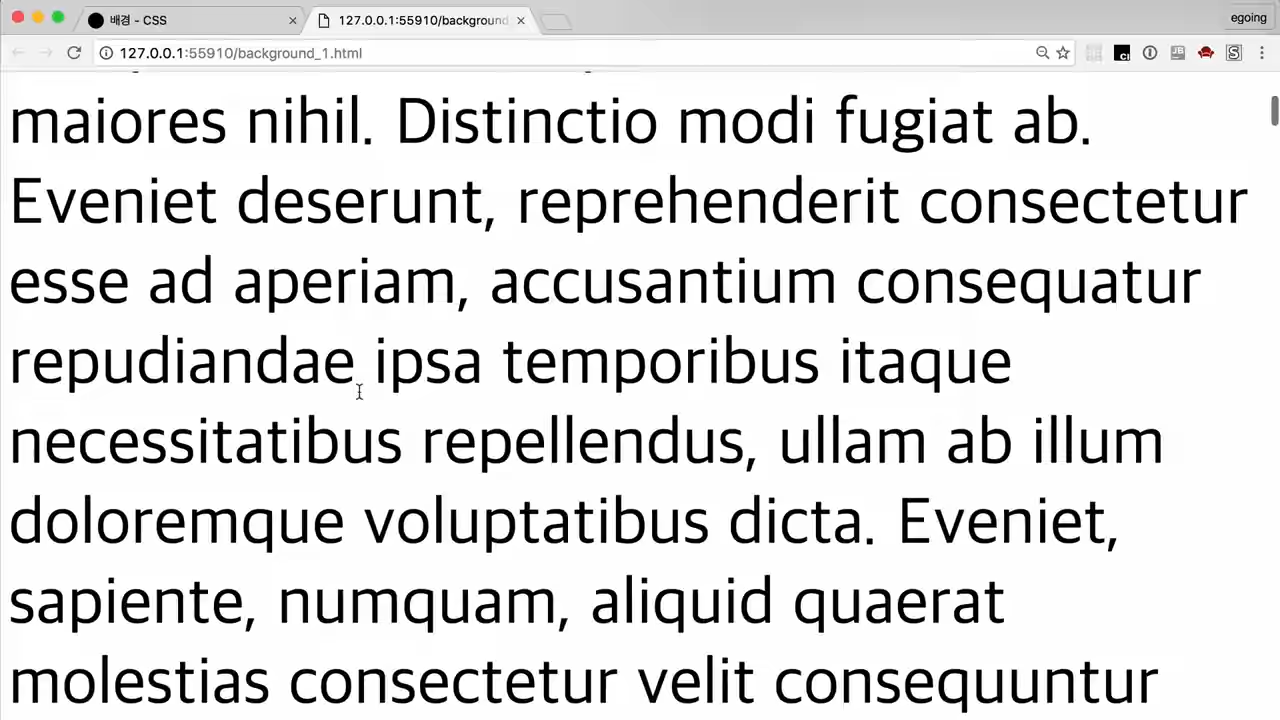 배경 - CSS
127.0.0.1:55910/background
egoing
127.0.0.1:55910/background_1.html
maiores nihil. Distinctio modi fugiat ab.
Eveniet deserunt, reprehenderit consectetur
esse ad aperiam, accusantium consequatur
repudiandae ipsa temporibus itaque
necessitatibus repellendus, ullam ab illum
doloremque voluptatibus dicta. Eveniet,
sapiente, numquam, aliquid quaerat
molestias consectetur velit consequuntur